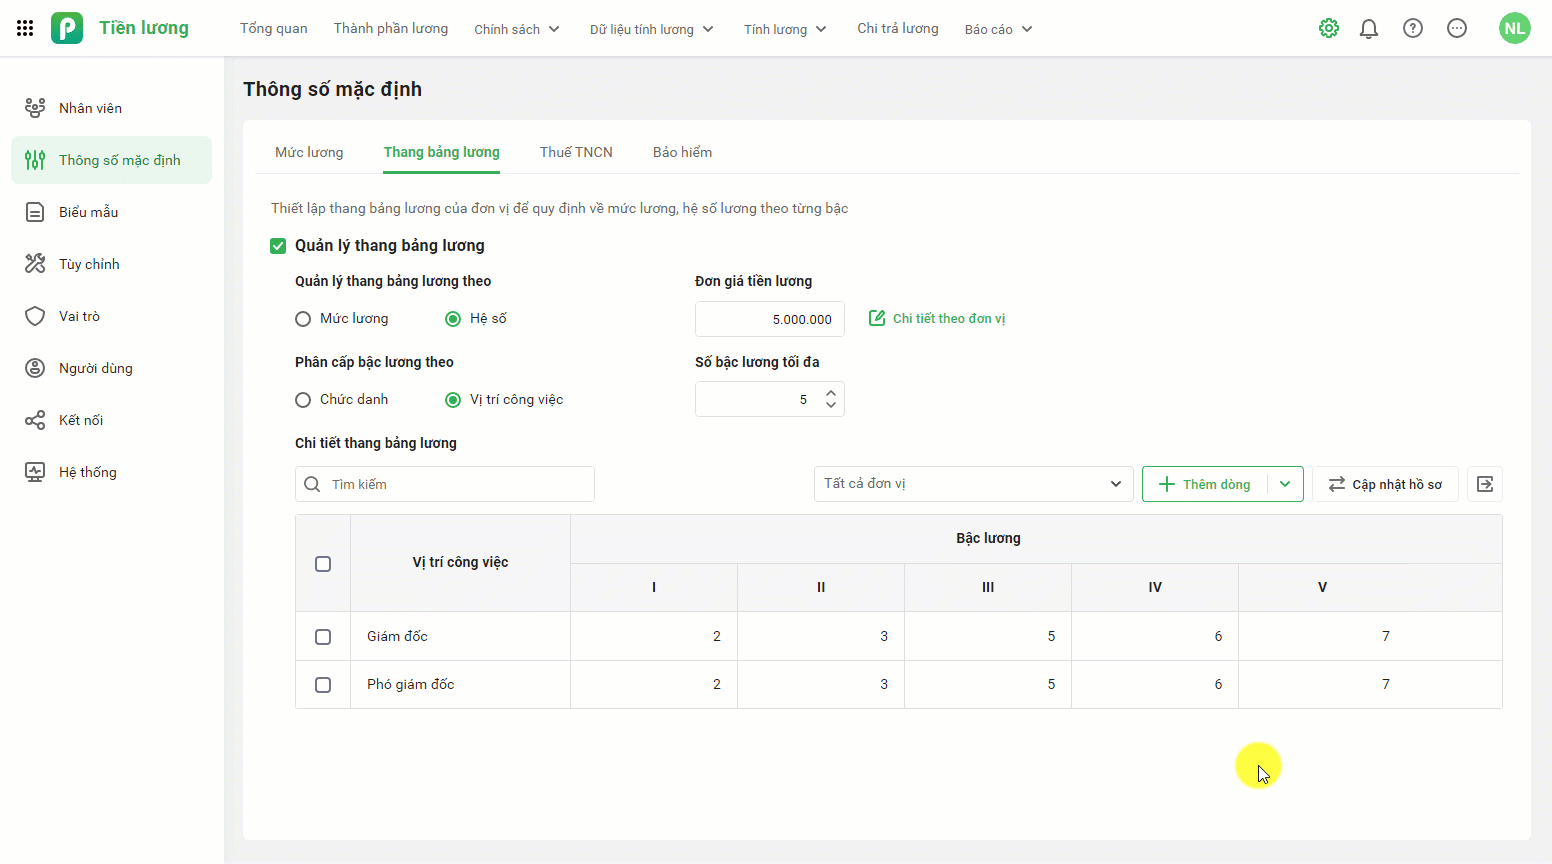 Tiền lương
Tổng quan
Thành phần lương
Chính sách
Dữ liệu tính lương
Tính lương
Chi trả lương
Báo cáo
NL
Nhân viên
Thông số mặc định
Biểu mẫu
Tùy chỉnh
Vai trò
Người dùng
Kết nối
Hệ thống
Thông số mặc định
Mức lương
Thang bảng lương
Thuế TNCN
Bảo hiểm
Thiết lập thang bảng lương của đơn vị để quy định về mức lương, hệ số lương theo từng bậc
Quản lý thang bảng lương
Quản lý thang bảng lương theo
Đơn giá tiền lương
Mức lương
Hệ số
5.000.000
Chi tiết theo đơn vị
Phân cấp bậc lương theo
Số bậc lương tối đa
Chức danh
Vị trí công việc
5
Chi tiết thang bảng lương
Tìm kiếm
Tất cả đơn vị
Thêm dòng
Cập nhật hồ sơ
Vị trí công việc
Bậc lương
I II III IV V
Giám đốc 2 3 5 6 7
Phó giám đốc 2 3 5 6 7